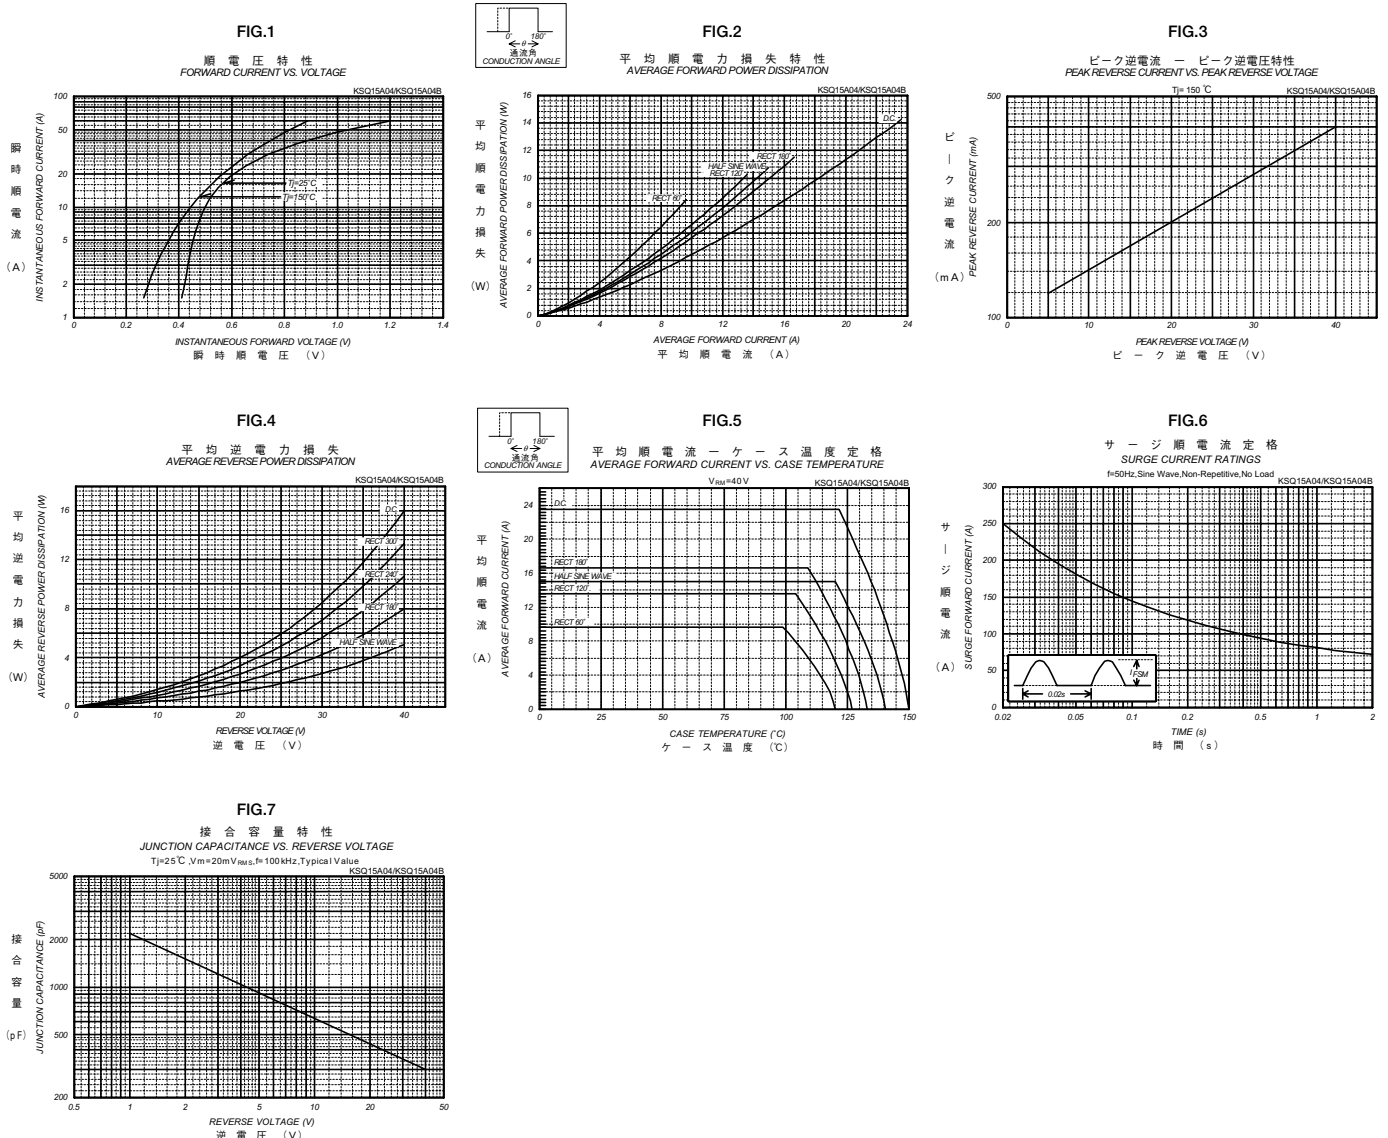 FIG.1
順電圧特性
FORWARD CURRENT VS. VOLTAGE
KSQ15A04/KSQ15A04B
瞬時順電流 (A)
INSTANTANEOUS FORWARD CURRENT (A)
100
50
20
10
5
2
1
Tj=25°C
Tj=150°C
0 0.2 0.4 0.6 0.8 1.0 1.2 1.4
INSTANTANEOUS FORWARD VOLTAGE (V)
瞬時順電圧 (V)
0° 180°
θ
通流角
CONDUCTION ANGLE
FIG.2
平均順電力損失特性
AVERAGE FORWARD POWER DISSIPATION
KSQ15A04/KSQ15A04B
平均順電力損失 (W)
AVERAGE FORWARD POWER DISSIPATION (W)
16
14
12
10
8
6
4
2
0
D.C.
RECT 180°
HALF SINE WAVE
RECT 120°
RECT 60°
0 4 8 12 16 20 24
AVERAGE FORWARD CURRENT (A)
平均順電流 (A)
FIG.3
ピーク逆電流 － ピーク逆電圧特性
PEAK REVERSE CURRENT VS. PEAK REVERSE VOLTAGE
Tj= 150 ℃
KSQ15A04/KSQ15A04B
ピーク逆電流 (mA)
PEAK REVERSE CURRENT (mA)
500
200
100
0 10 20 30 40
PEAK REVERSE VOLTAGE (V)
ピーク逆電圧 (V)
FIG.4
平均逆電力損失
AVERAGE REVERSE POWER DISSIPATION
KSQ15A04/KSQ15A04B
平均逆電力損失 (W)
AVERAGE REVERSE POWER DISSIPATION (W)
16
12
8
4
0
D.C.
RECT 300°
RECT 240°
RECT 180°
HALF SINE WAVE
0 10 20 30 40
REVERSE VOLTAGE (V)
逆電圧 (V)
0° 180°
θ
通流角
CONDUCTION ANGLE
FIG.5
平均順電流－ケース温度定格
AVERAGE FORWARD CURRENT VS. CASE TEMPERATURE
VRM=40V
KSQ15A04/KSQ15A04B
平均順電流 (A)
AVERAGE FORWARD CURRENT (A)
24
20
16
12
8
4
0
D.C.
RECT 180°
HALF SINE WAVE
RECT 120°
RECT 60°
0 25 50 75 100 125 150
CASE TEMPERATURE (°C)
ケース温度 (℃)
FIG.6
サージ順電流定格
SURGE CURRENT RATINGS
f=50Hz,Sine Wave,Non-Repetitive,No Load
KSQ15A04/KSQ15A04B
サージ順電流 (A)
SURGE FORWARD CURRENT (A)
300
250
200
150
100
50
0
0.02s
IFSM
0.02 0.05 0.1 0.2 0.5 1 2
TIME (s)
時間 (s)
FIG.7
接合容量特性
JUNCTION CAPACITANCE VS. REVERSE VOLTAGE
Tj=25℃ ,Vm=20mVRMS,f=100kHz,Typical Value
KSQ15A04/KSQ15A04B
接合容量 (pF)
JUNCTION CAPACITANCE (pF)
5000
2000
1000
500
200
0.5 1 2 5 10 20 50
REVERSE VOLTAGE (V)
逆電圧 (V)